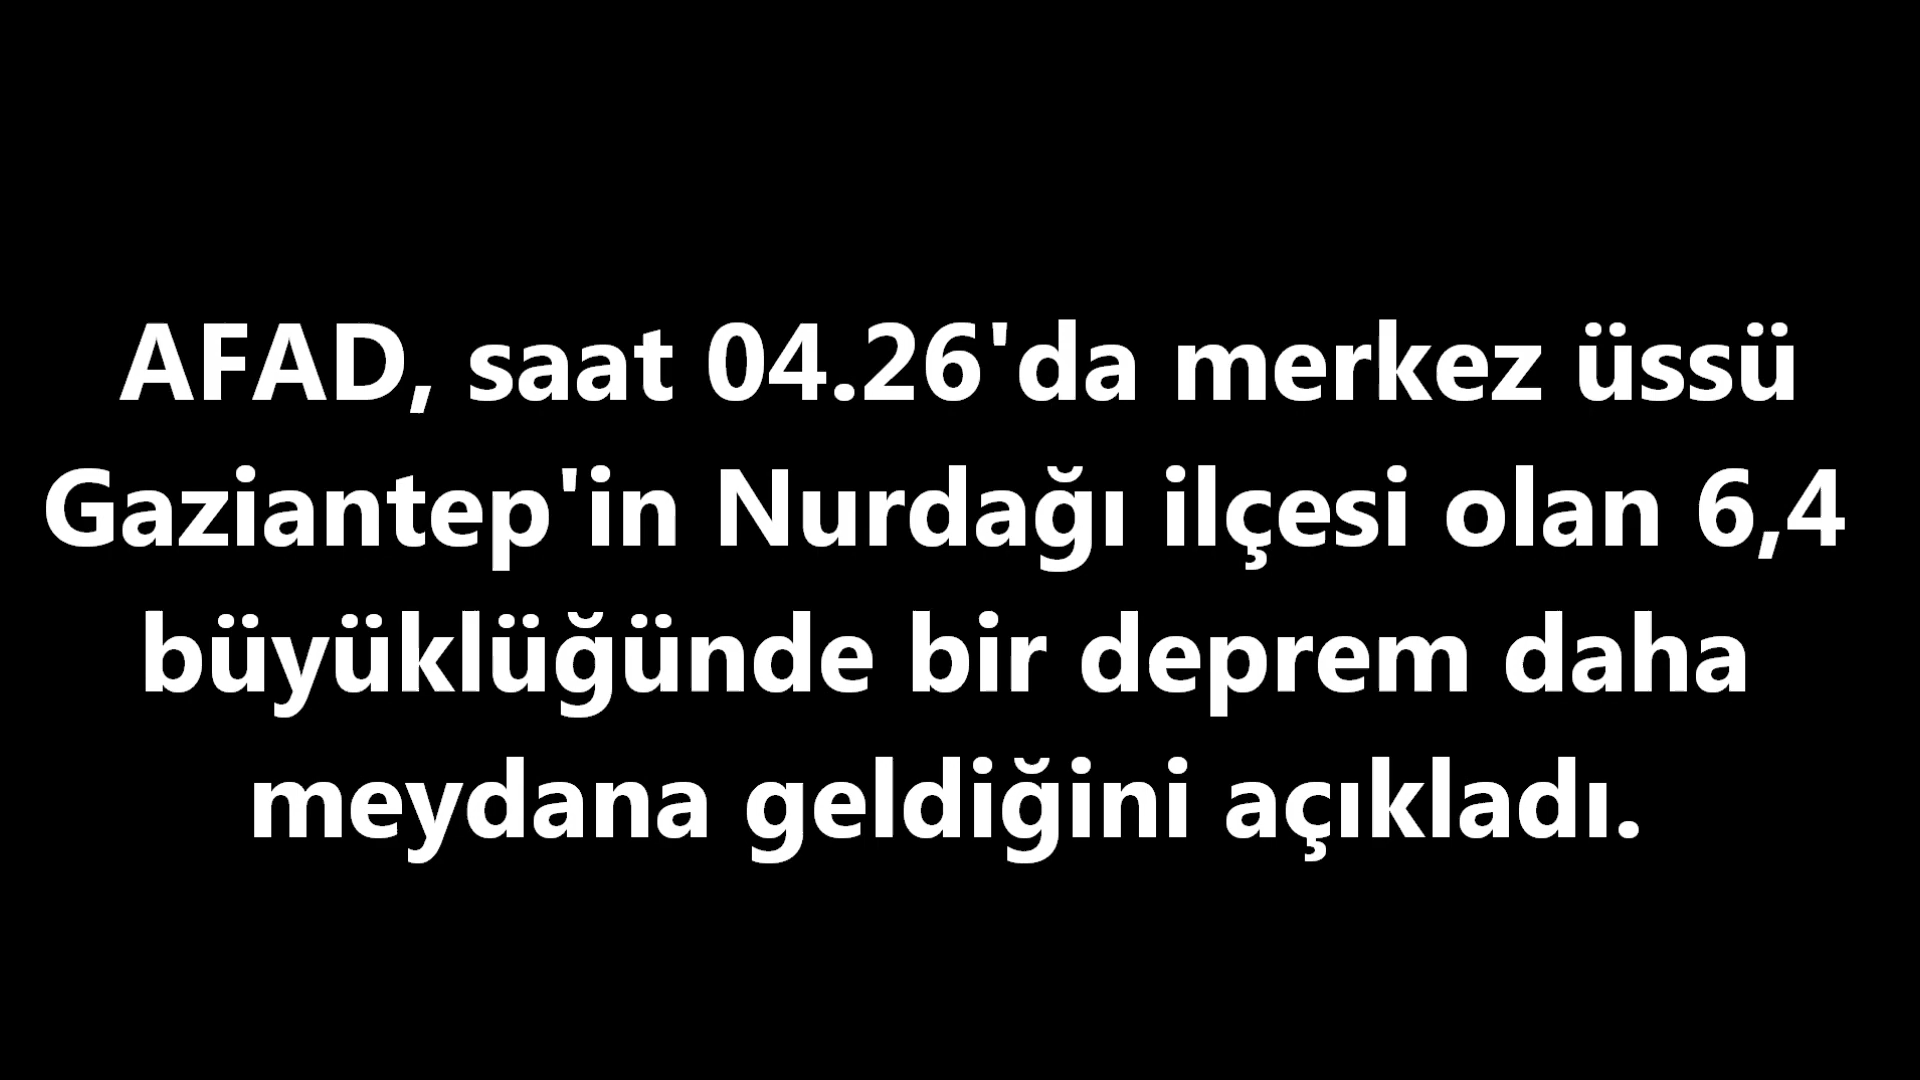 AFAD, saat 04.26'da merkez üssü
Gaziantep'in Nurdağı ilçesi olan 6,4
büyüklüğünde bir deprem daha
meydana geldiğini açıkladı.